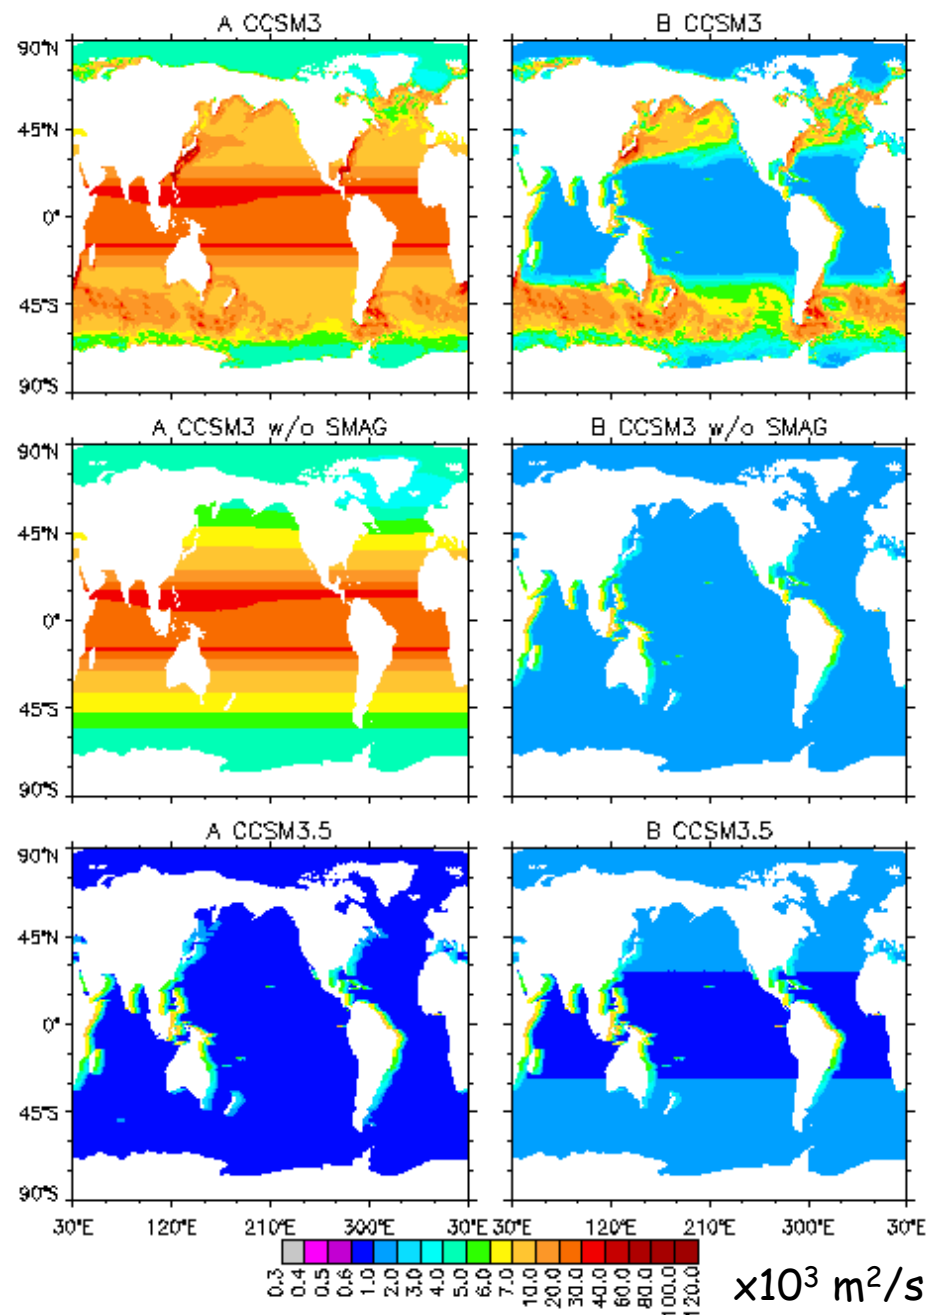 A CCSM3
B CCSM3
90°N
45°N
0°
45°S
90°S
A CCSM3 w/o SMAG
B CCSM3 w/o SMAG
90°N
45°N
0°
45°S
90°S
A CCSM3.5
B CCSM3.5
90°N
45°N
0°
45°S
90°S
30°E 120°E 210°E 300°E 30°E 120°E 210°E 300°E 30°E
0.3 0.4 0.5 0.6 1.0 2.0 3.0 4.0 5.0 6.0 7.0 10.0 20.0 30.0 40.0 60.0 80.0 100.0 120.0
x10³ m²/s